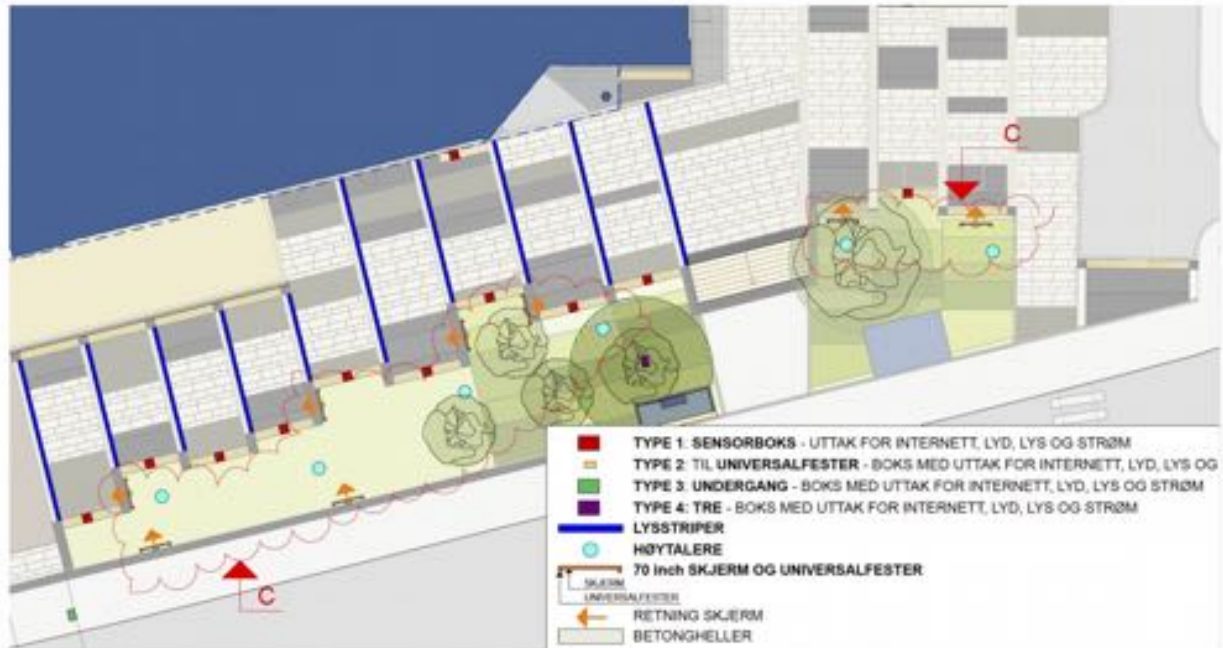 C
C
TYPE 1: SENSORBOKS - UTTAK FOR INTERNETT, LYD, LYS OG STRØM
TYPE 2: TIL UNIVERSALFESTER - BOKS MED UTTAK FOR INTERNETT, LYD, LYS OG
TYPE 3: UNDERGANG - BOKS MED UTTAK FOR INTERNETT, LYD, LYS OG STRØM
TYPE 4: TRE - BOKS MED UTTAK FOR INTERNETT, LYD, LYS OG STRØM
LYSSTRIPER
HØYTALERE
70 inch SKJERM OG UNIVERSALFESTER
SKJERM
UNIVERSALFESTER
RETNING SKJERM
BETONGHELLER